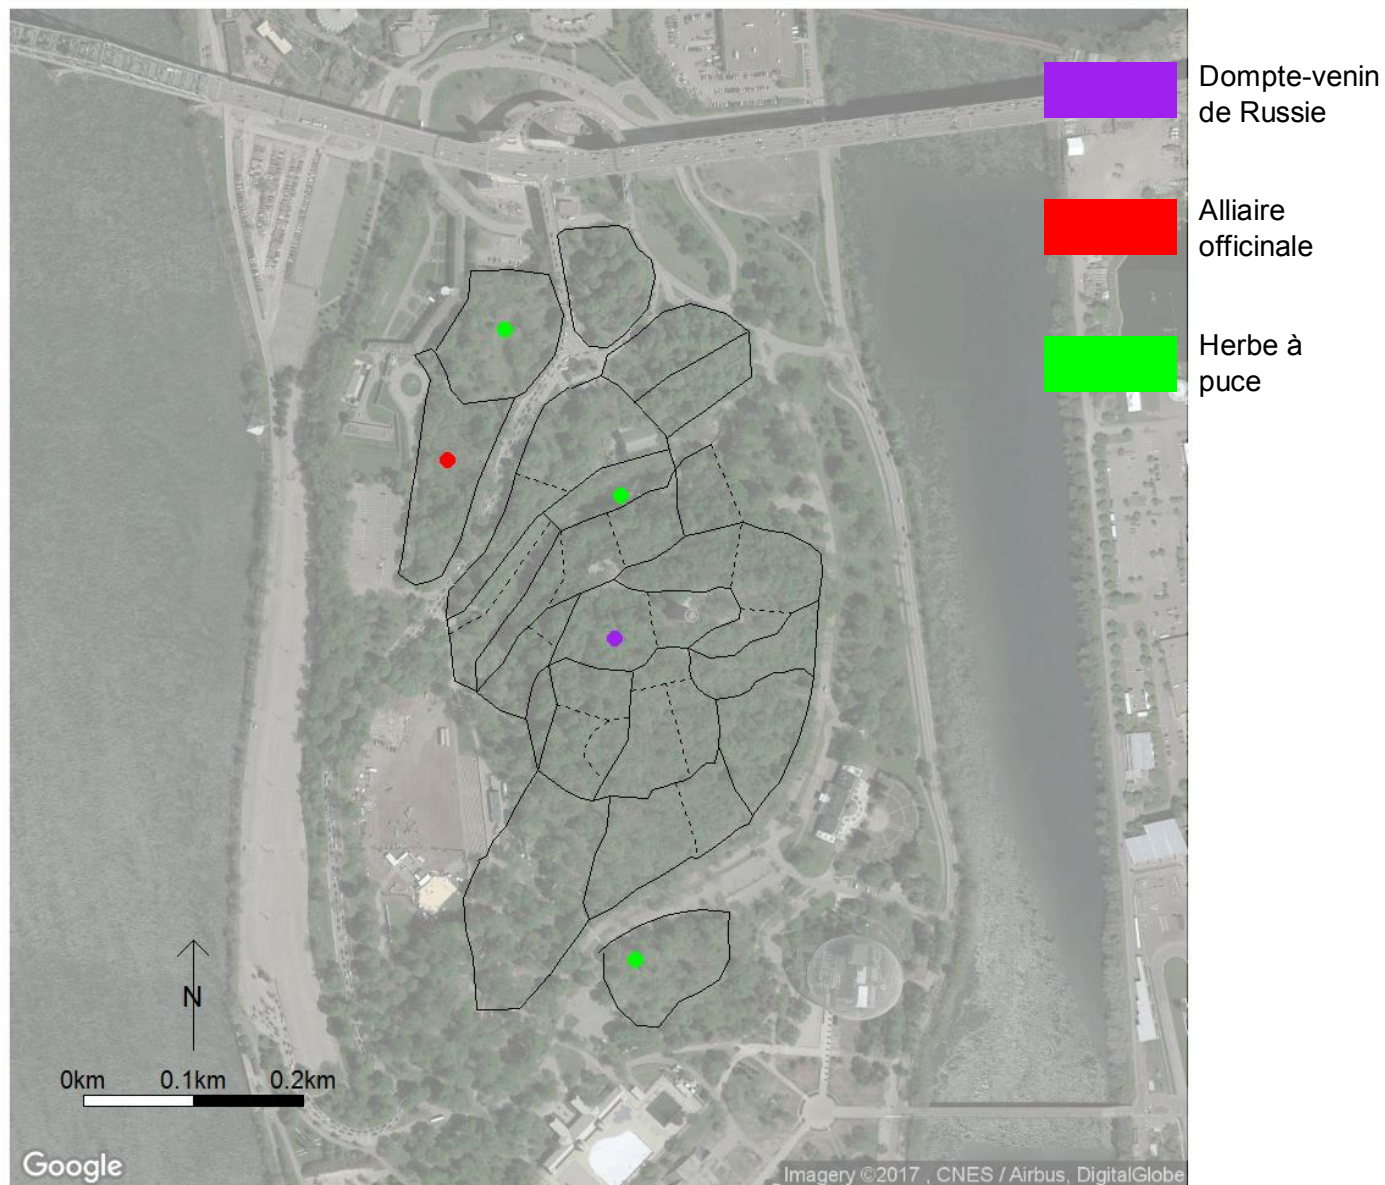 Dompte-venin
de Russie
Alliaire
officinale
Herbe à
puce
N
0km 0.1km 0.2km
Google
Imagery ©2017 , CNES / Airbus, DigitalGlobe